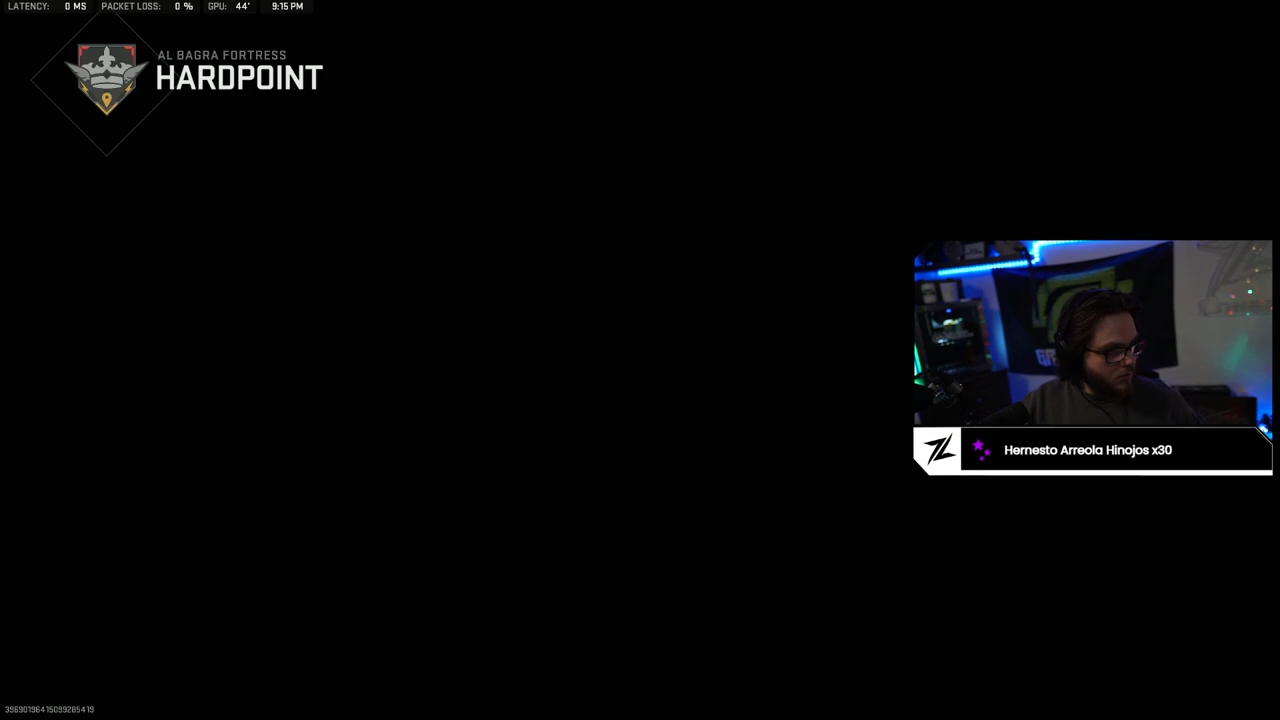 LATENCY: 0 MS PACKET LOSS: 0 % GPU: 44° 9:15 PM
AL BAGRA FORTRESS
HARDPOINT
Hernesto Arreola Hinojos x30